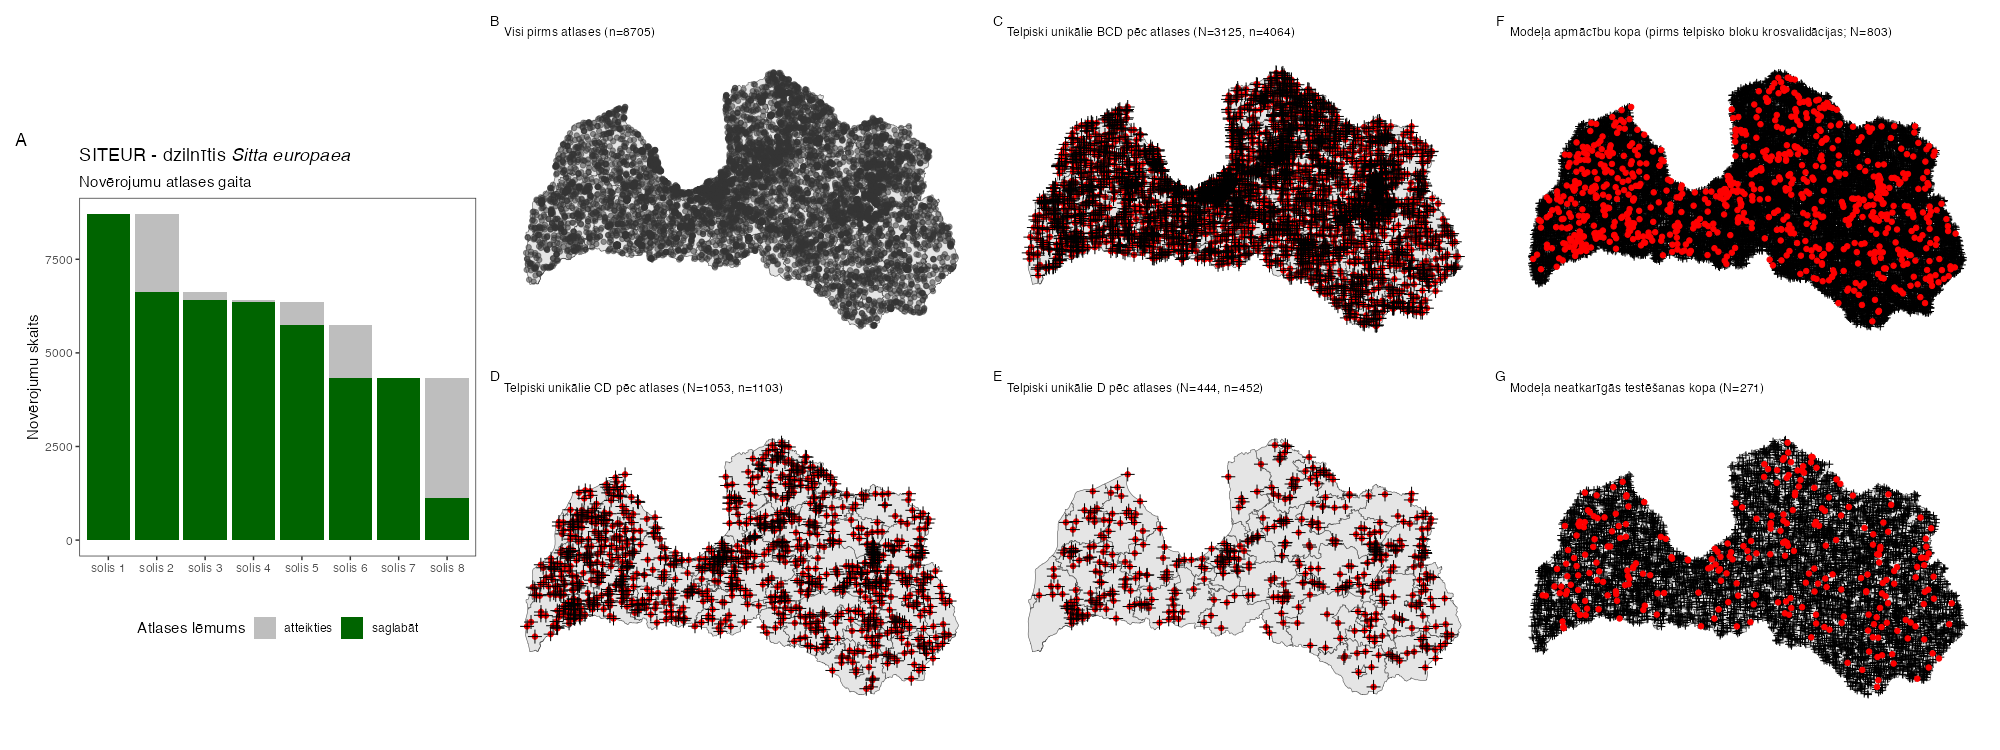 A
SITEUR - dzilnītis Sitta europaea
Novērojumu atlases gaita
Novērojumu skaits
7500
5000
2500
0
solis 1 solis 2 solis 3 solis 4 solis 5 solis 6 solis 7 solis 8
Atlases lēmums atteikties saglabāt
B
Visi pirms atlases (n=8705)
C
Telpiski unikālie BCD pēc atlases (N=3125, n=4064)
F
Modeļa apmācību kopa (pirms telpisko bloku krosvalidācijas; N=803)
D
Telpiski unikālie CD pēc atlases (N=1053, n=1103)
E
Telpiski unikālie D pēc atlases (N=444, n=452)
G
Modeļa neatkarīgās testēšanas kopa (N=271)